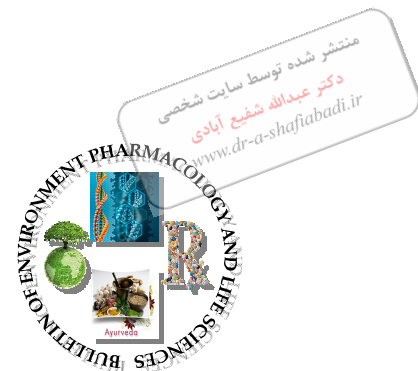 منتشر شده توسط سایت شخصی
دکتر عبدالله شفیع آبادی
www.dr-a-shafiabadi.ir
BULLETIN OF ENVIRONMENT PHARMACOLOGY AND LIFE SCIENCES
R
Ayurveda